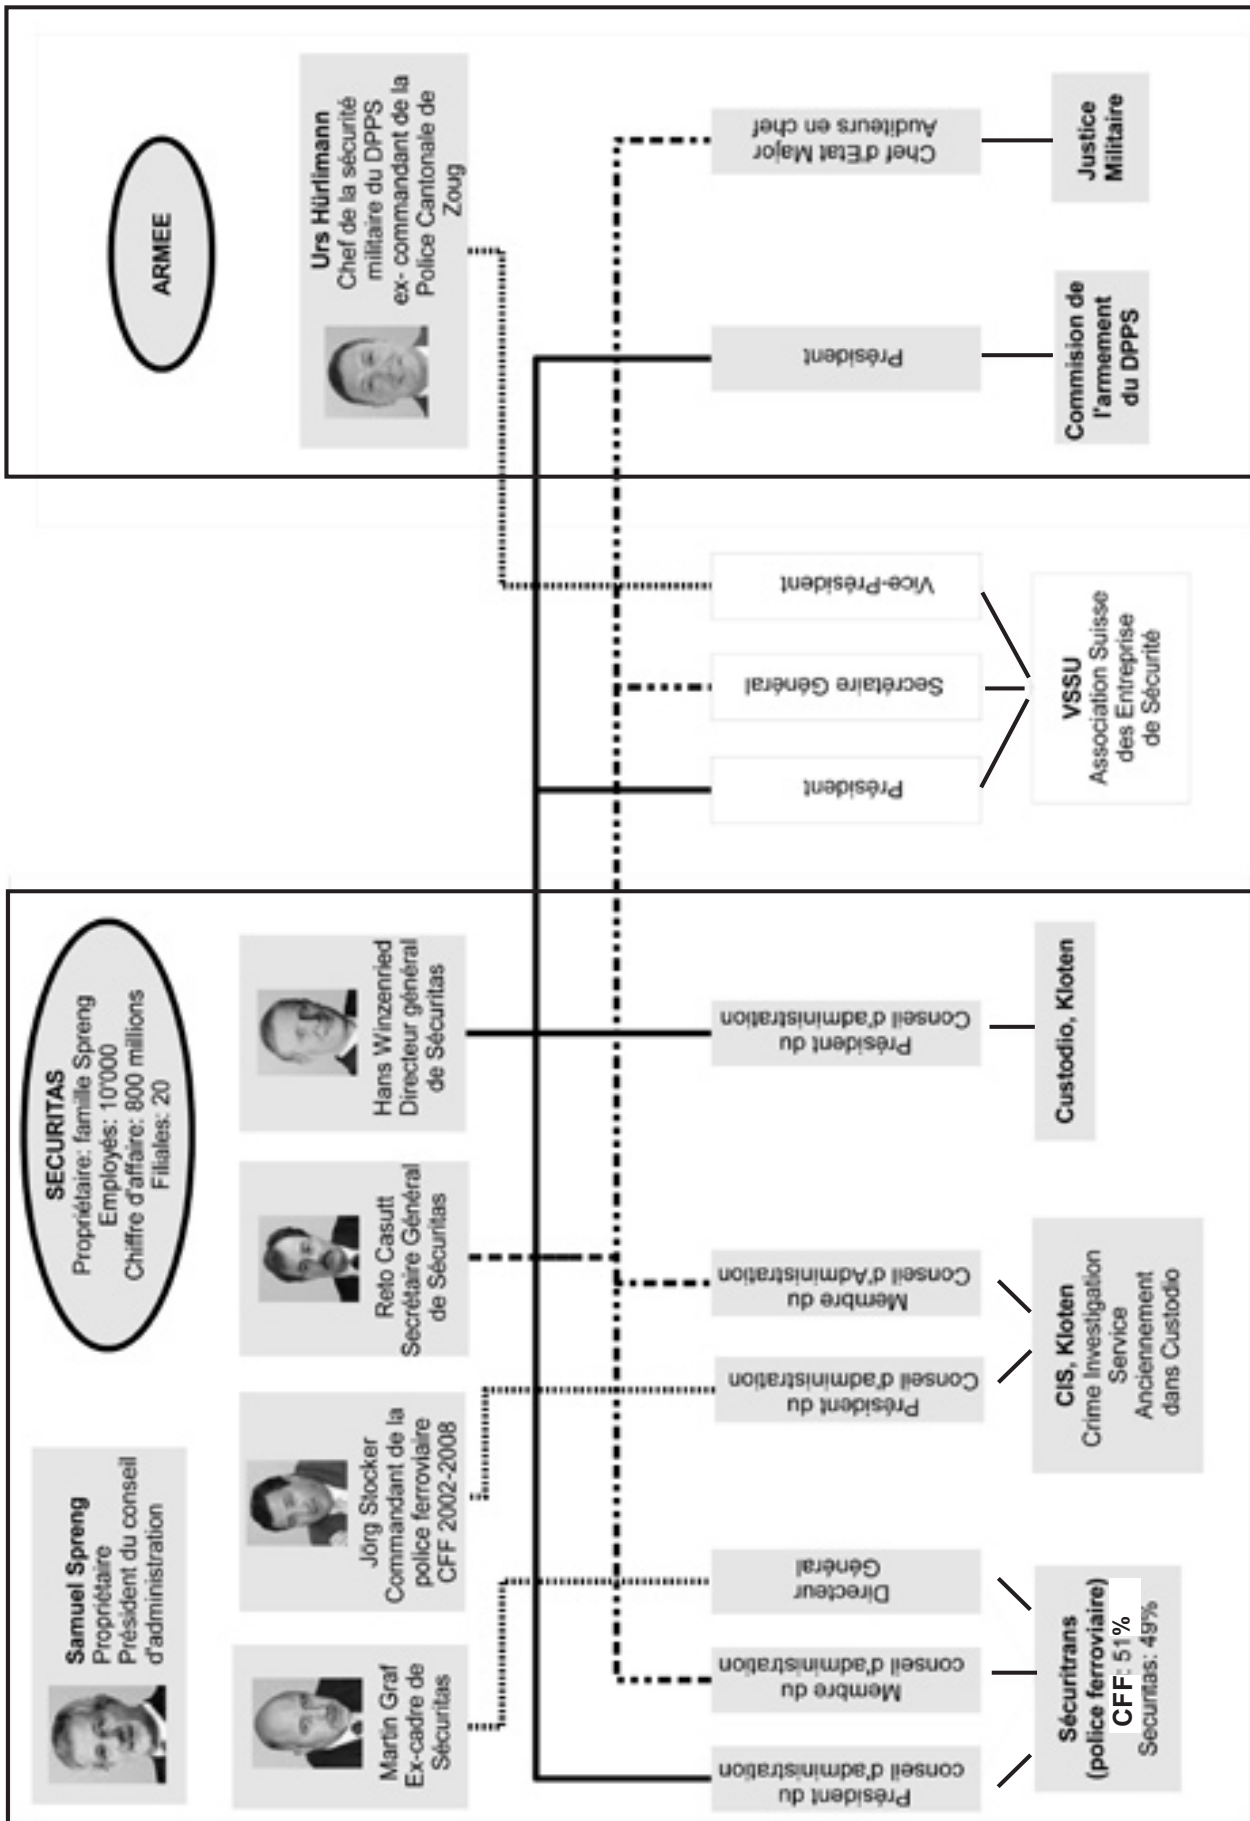 SECURITAS
Propriétaire: famille Spreng
Employés: 10'000
Chiffre d'affaire: 800 millions
Filiales: 20
ARMEE
Samuel Spreng
Propriétaire
Président du conseil
d'administration
Martin Graf
Ex-cadre de
Sécuritas
Jörg Stocker
Commandant de la
police ferroviaire
CFF 2002-2008
Reto Casutt
Secrétaire Général
de Sécuritas
Hans Winzenried
Directeur général
de Sécuritas
Urs Hürlimann
Chef de la sécurité
militaire du DPPS
ex- commandant de la
Police Cantonale de
Zoug
Président du
conseil d'administration
Membre du
conseil d'administration
Directeur
Général
Président du
Conseil d'administration
Membre du
Conseil d'Administration
Président du
Conseil d'administration
Président
Secrétaire Général
Vice-Président
Président
Chef d'Etat Major
Auditeurs en chef
Sécuritrans
(police ferroviaire)
CFF: 51%
Securitas: 49%
CIS, Kloten
Crime Investigation
Service
Anciennement
dans Custodio
Custodio, Kloten
VSSU
Association Suisse
des Entreprise
de Sécurité
Commision de
l'armement
du DPPS
Justice
Militaire